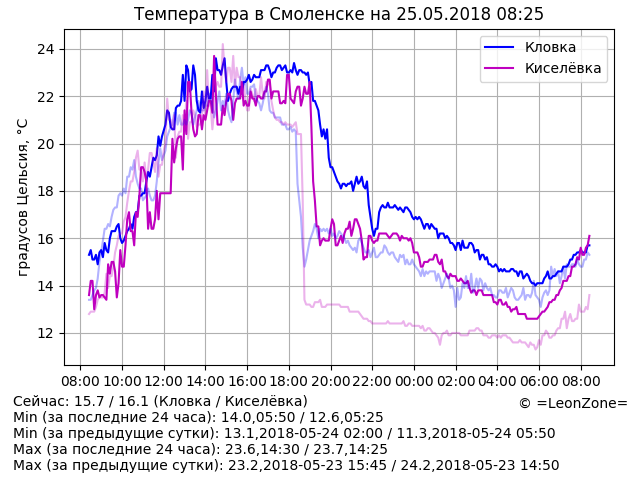 Температура в Смоленске на 25.05.2018 08:25
градусов Цельсия, °C
24
22
20
18
16
14
12
Кловка
Киселёвка
08:00 10:00 12:00 14:00 16:00 18:00 20:00 22:00 00:00 02:00 04:00 06:00 08:00
Сейчас: 15.7 / 16.1 (Кловка / Киселёвка)
© =LeonZone=
Min (за последние 24 часа): 14.0,05:50 / 12.6,05:25
Min (за предыдущие сутки): 13.1,2018-05-24 02:00 / 11.3,2018-05-24 05:50
Max (за последние 24 часа): 23.6,14:30 / 23.7,14:25
Max (за предыдущие сутки): 23.2,2018-05-23 15:45 / 24.2,2018-05-23 14:50